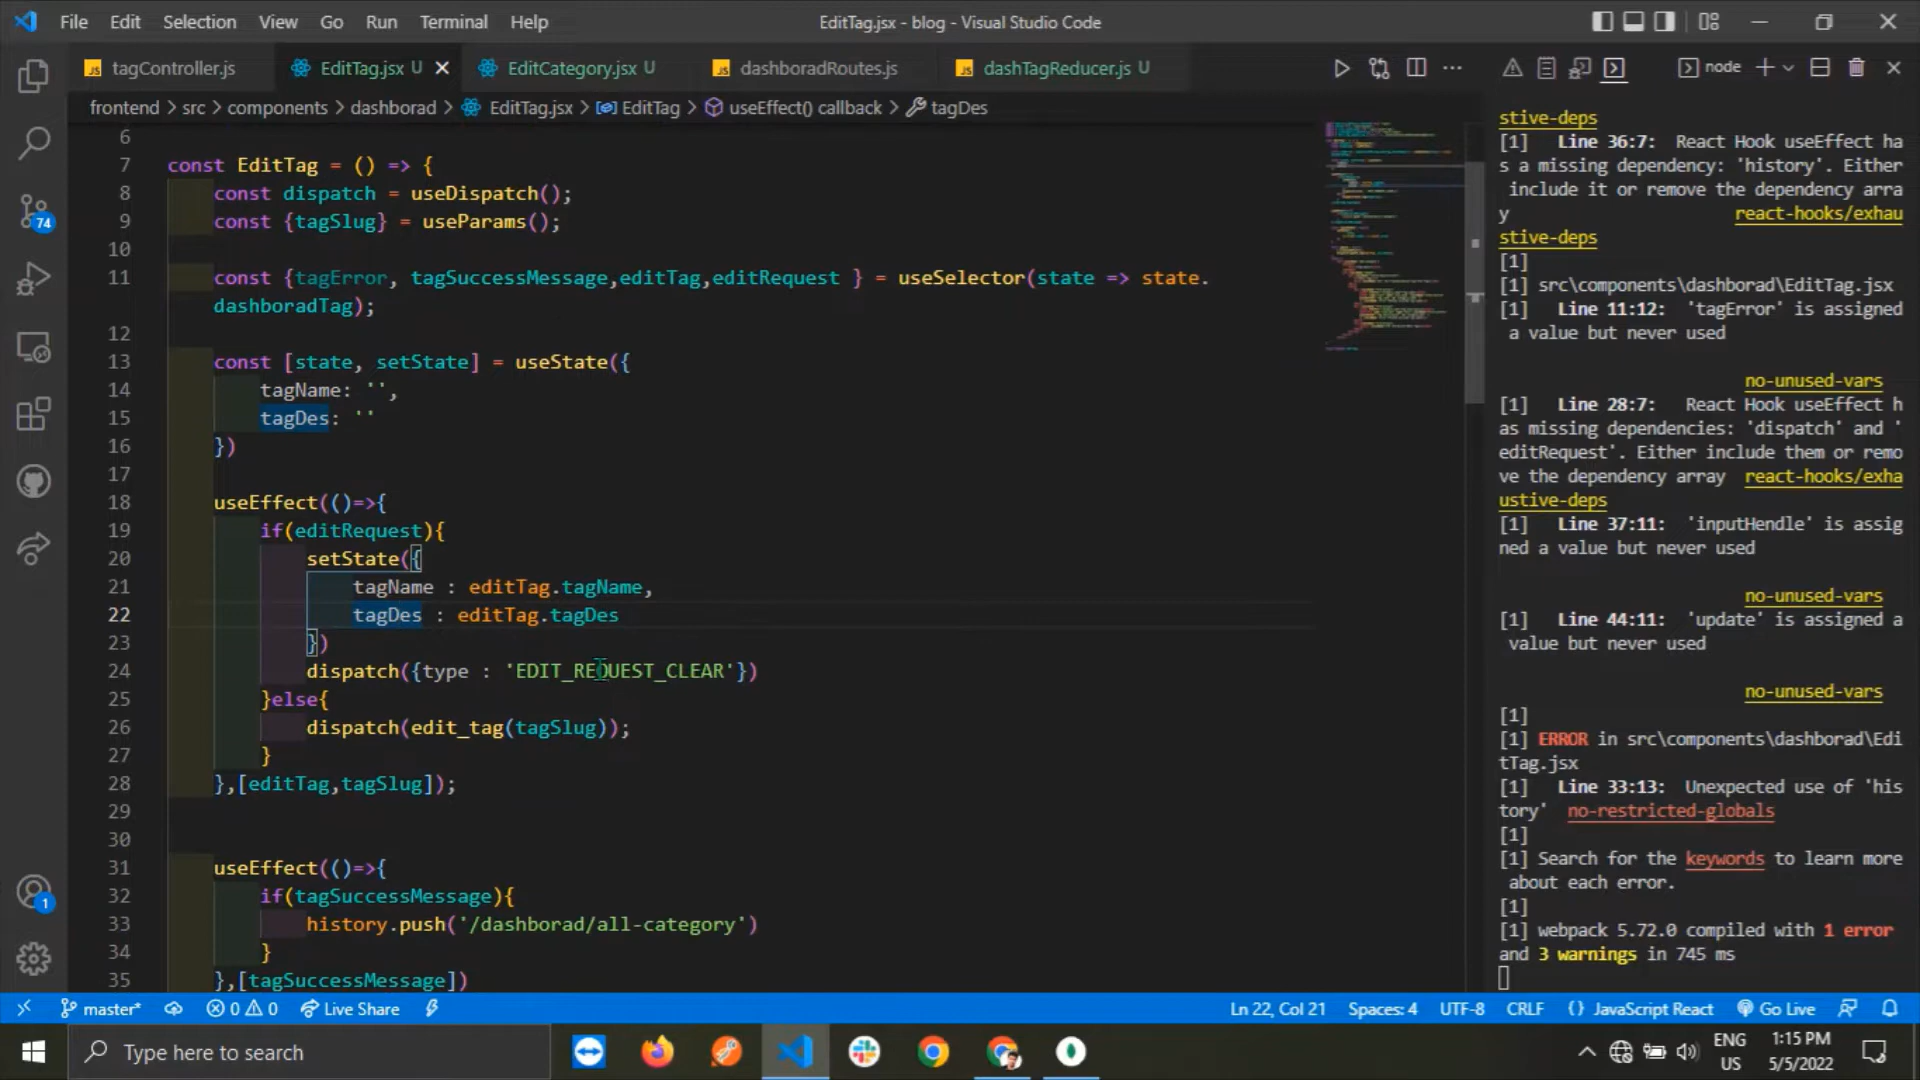 File Edit Selection View Go Run Terminal Help EditTag.jsx - blog - Visual Studio Code
tagController.js EditTag.jsx U EditCategory.jsx U dashboradRoutes.js dashTagReducer.js U
node
frontend > src > components > dashborad > EditTag.jsx > EditTag > useEffect() callback > tagDes
6
7 const EditTag = () => {
8 const dispatch = useDispatch();
9 const {tagSlug} = useParams();
10
11 const {tagError, tagSuccessMessage,editTag,editRequest } = useSelector(state => state.
dashboradTag);
12
13 const [state, setState] = useState({
14 tagName: '',
15 tagDes: ''
16 })
17
18 useEffect(()=>{
19 if(editRequest){
20 setState({
21 tagName : editTag.tagName,
22 tagDes : editTag.tagDes
23 })
24 dispatch({type : 'EDIT_REQUEST_CLEAR'})
25 }else{
26 dispatch(edit_tag(tagSlug));
27 }
28 },[editTag,tagSlug]);
29
30
31 useEffect(()=>{
32 if(tagSuccessMessage){
33 history.push('/dashborad/all-category')
34 }
35 },[tagSuccessMessage])
stive-deps
[1] Line 36:7: React Hook useEffect ha
s a missing dependency: 'history'. Either
include it or remove the dependency arra
y react-hooks/exhau
stive-deps
[1]
[1] src\components\dashborad\EditTag.jsx
[1] Line 11:12: 'tagError' is assigned
a value but never used
no-unused-vars
[1] Line 28:7: React Hook useEffect h
as missing dependencies: 'dispatch' and '
editRequest'. Either include them or remo
ve the dependency array react-hooks/exha
ustive-deps
[1] Line 37:11: 'inputHendle' is assig
ned a value but never used
no-unused-vars
[1] Line 44:11: 'update' is assigned a
value but never used
no-unused-vars
[1]
[1] ERROR in src\components\dashborad\Edi
tTag.jsx
[1] Line 33:13: Unexpected use of 'his
tory' no-restricted-globals
[1]
[1] Search for the keywords to learn more
about each error.
[1]
[1] webpack 5.72.0 compiled with 1 error
and 3 warnings in 745 ms
74
1
master* 0 0 Live Share Ln 22, Col 21 Spaces: 4 UTF-8 CRLF {} JavaScript React Go Live
Type here to search
ENG
US
1:15 PM
5/5/2022